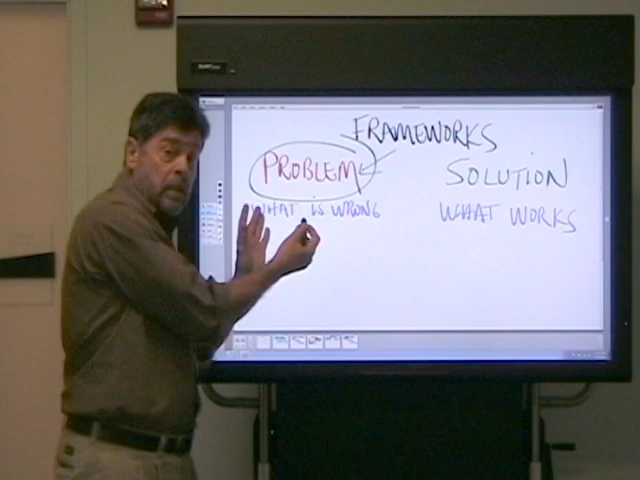 FRAMEWORKS
PROBLEM
SOLUTION
WHAT IS WRONG
WHAT WORKS